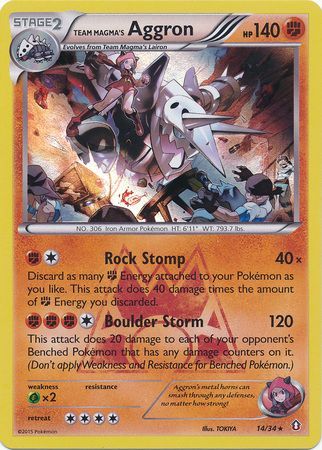 STAGE2 TEAM MAGMA'S Aggron HP140
Evolves from Team Magma's Lairon
NO. 306 Iron Armor Pokémon HT: 6'11" WT: 793.7 lbs.
Rock Stomp 40×
Discard as many Energy attached to your Pokémon as
you like. This attack does 40 damage times the amount
of Energy you discarded.
Boulder Storm 120
This attack does 20 damage to each of your opponent's
Benched Pokémon that has any damage counters on it.
(Don't apply Weakness and Resistance for Benched Pokémon.)
weakness resistance
×2
retreat
Aggron's metal horns can
smash through any defenses,
no matter how strong!
©2015 Pokémon Illus. TOKIYA 14/34★